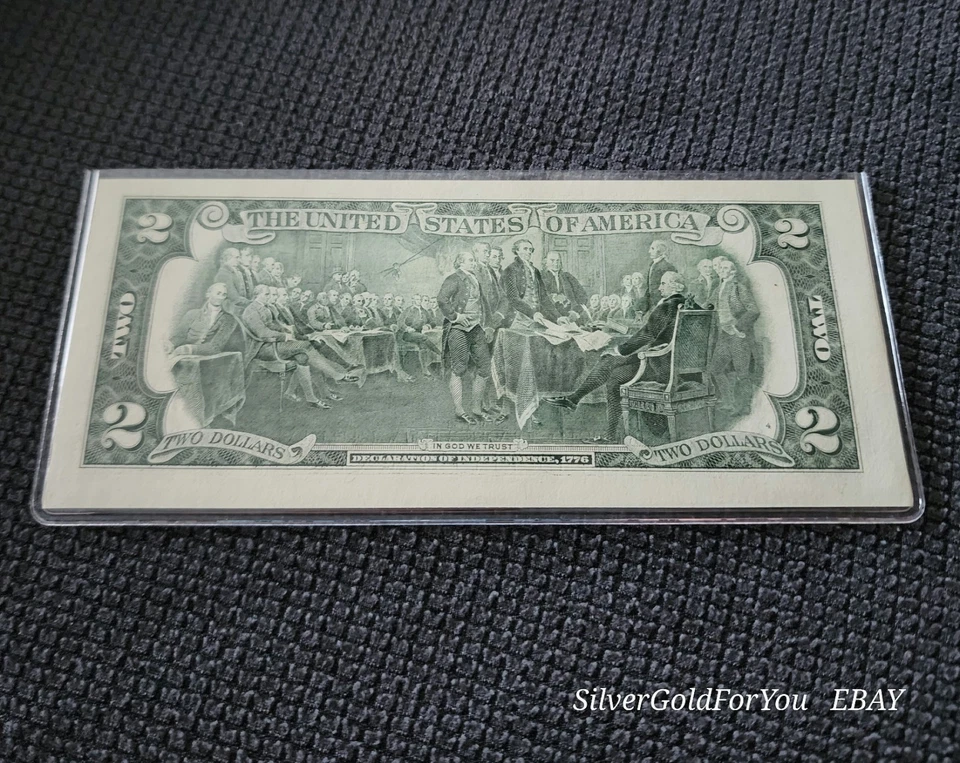 2 THE UNITED STATES OF AMERICA 2
TWO TWO
2 2
TWO DOLLARS IN GOD WE TRUST TWO DOLLARS
DECLARATION OF INDEPENDENCE, 1776
SilverGoldForYou EBAY